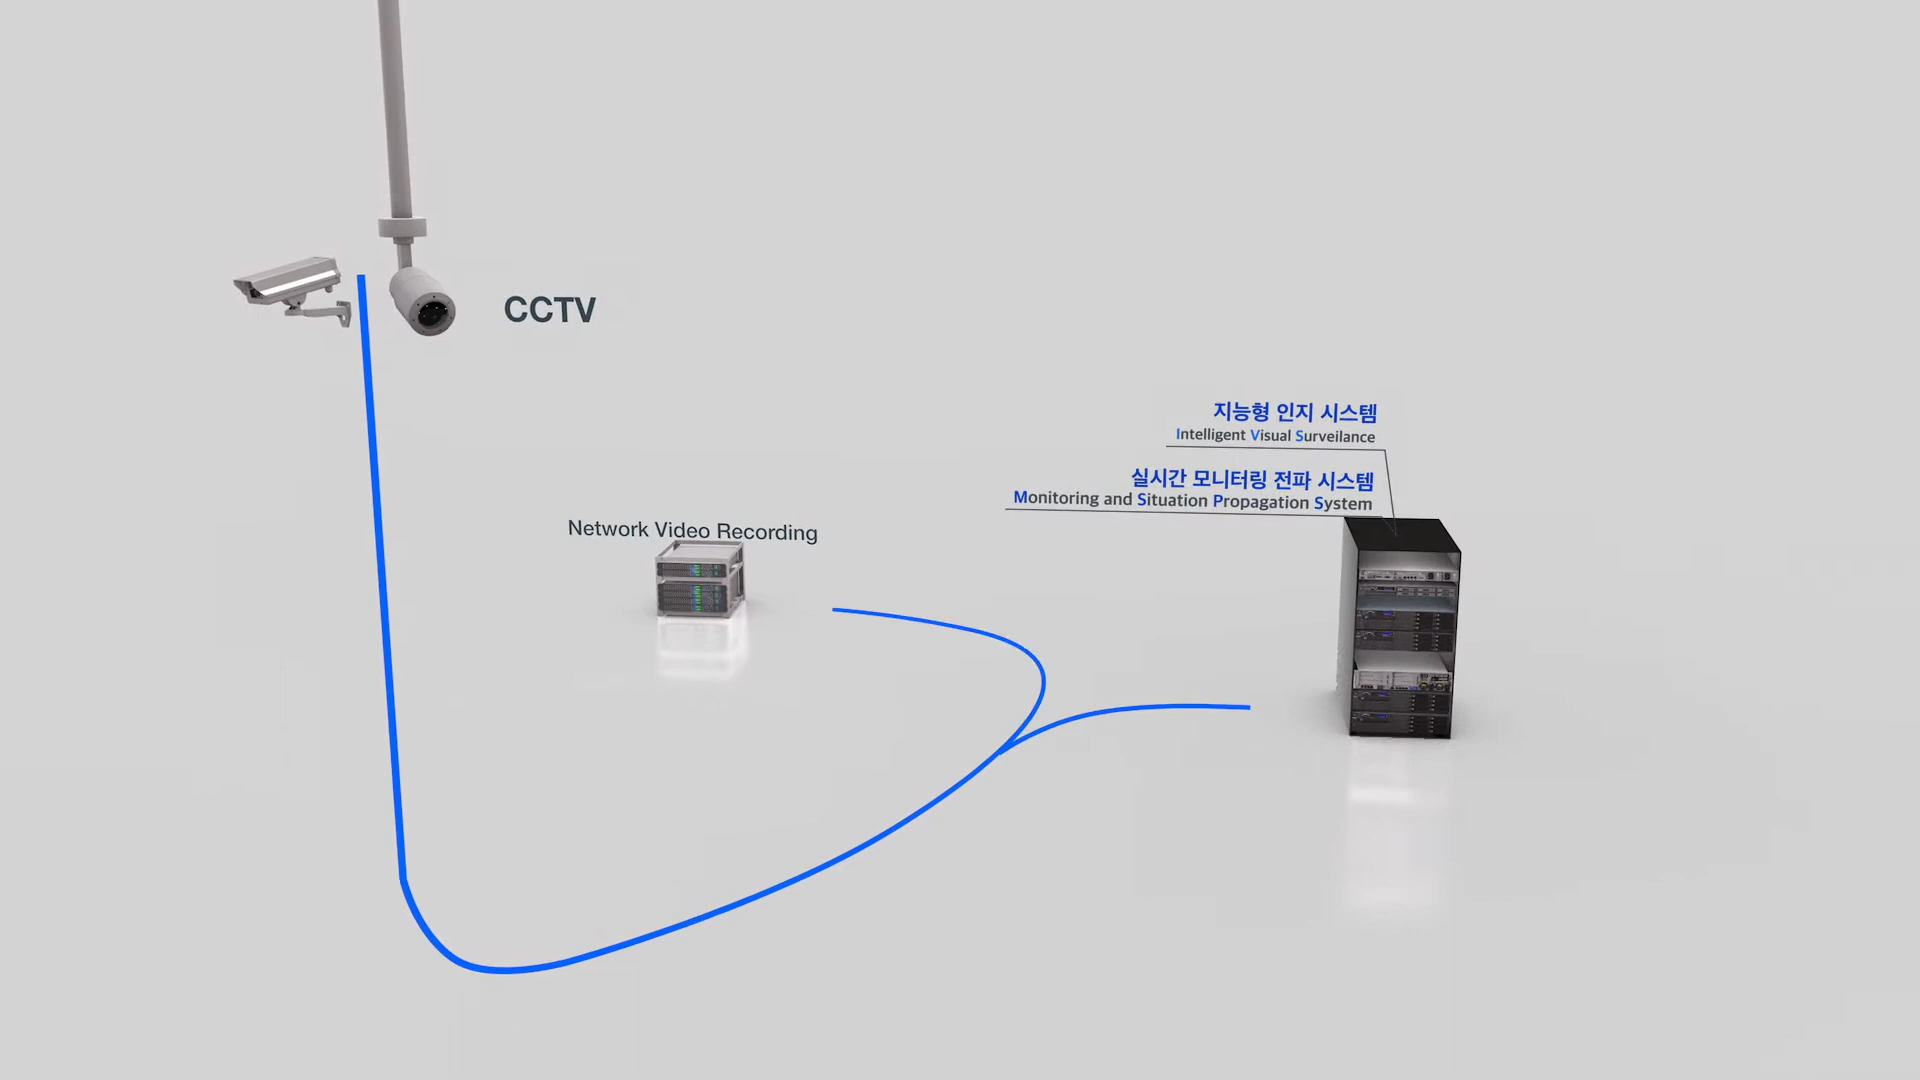 CCTV
지능형 인지 시스템
Intelligent Visual Surveilance
실시간 모니터링 전파 시스템
Monitoring and Situation Propagation System
Network Video Recording